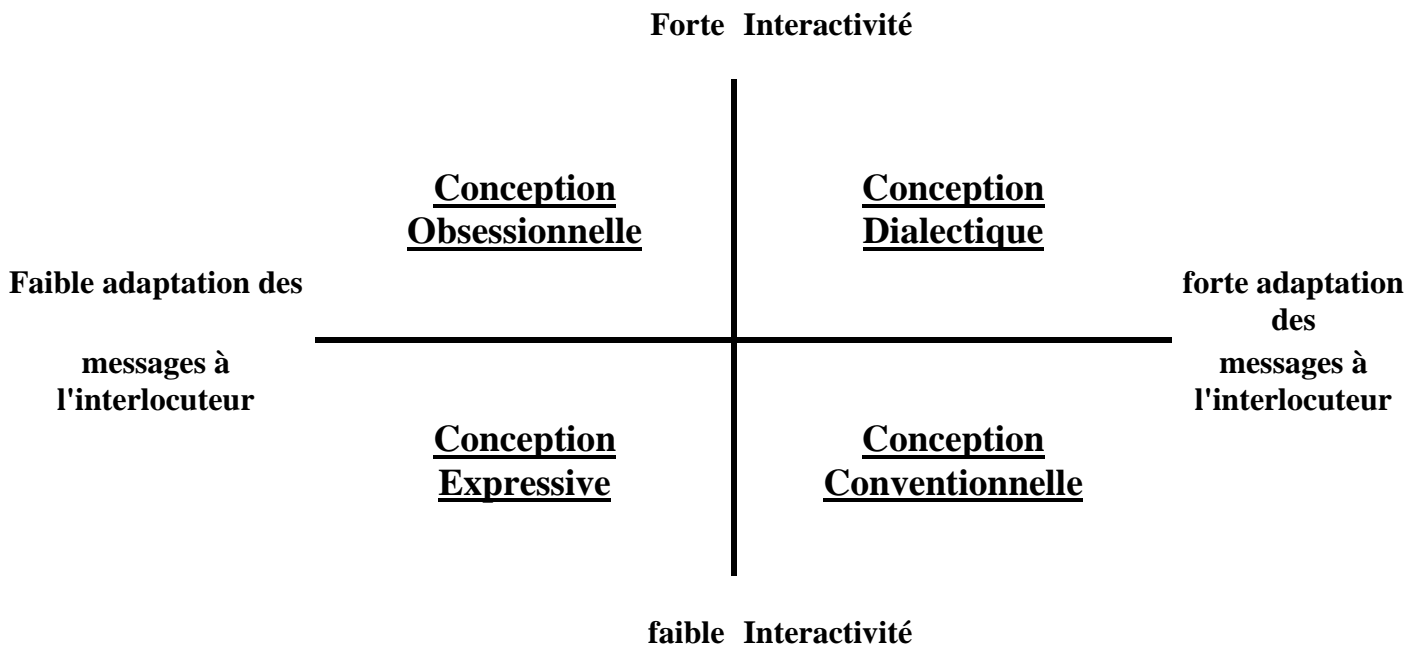 Forte Interactivité
Conception
Obsessionnelle
Conception
Dialectique
Faible adaptation des
messages à
l'interlocuteur
forte adaptation
des
messages à
l'interlocuteur
Conception
Expressive
Conception
Conventionnelle
faible Interactivité